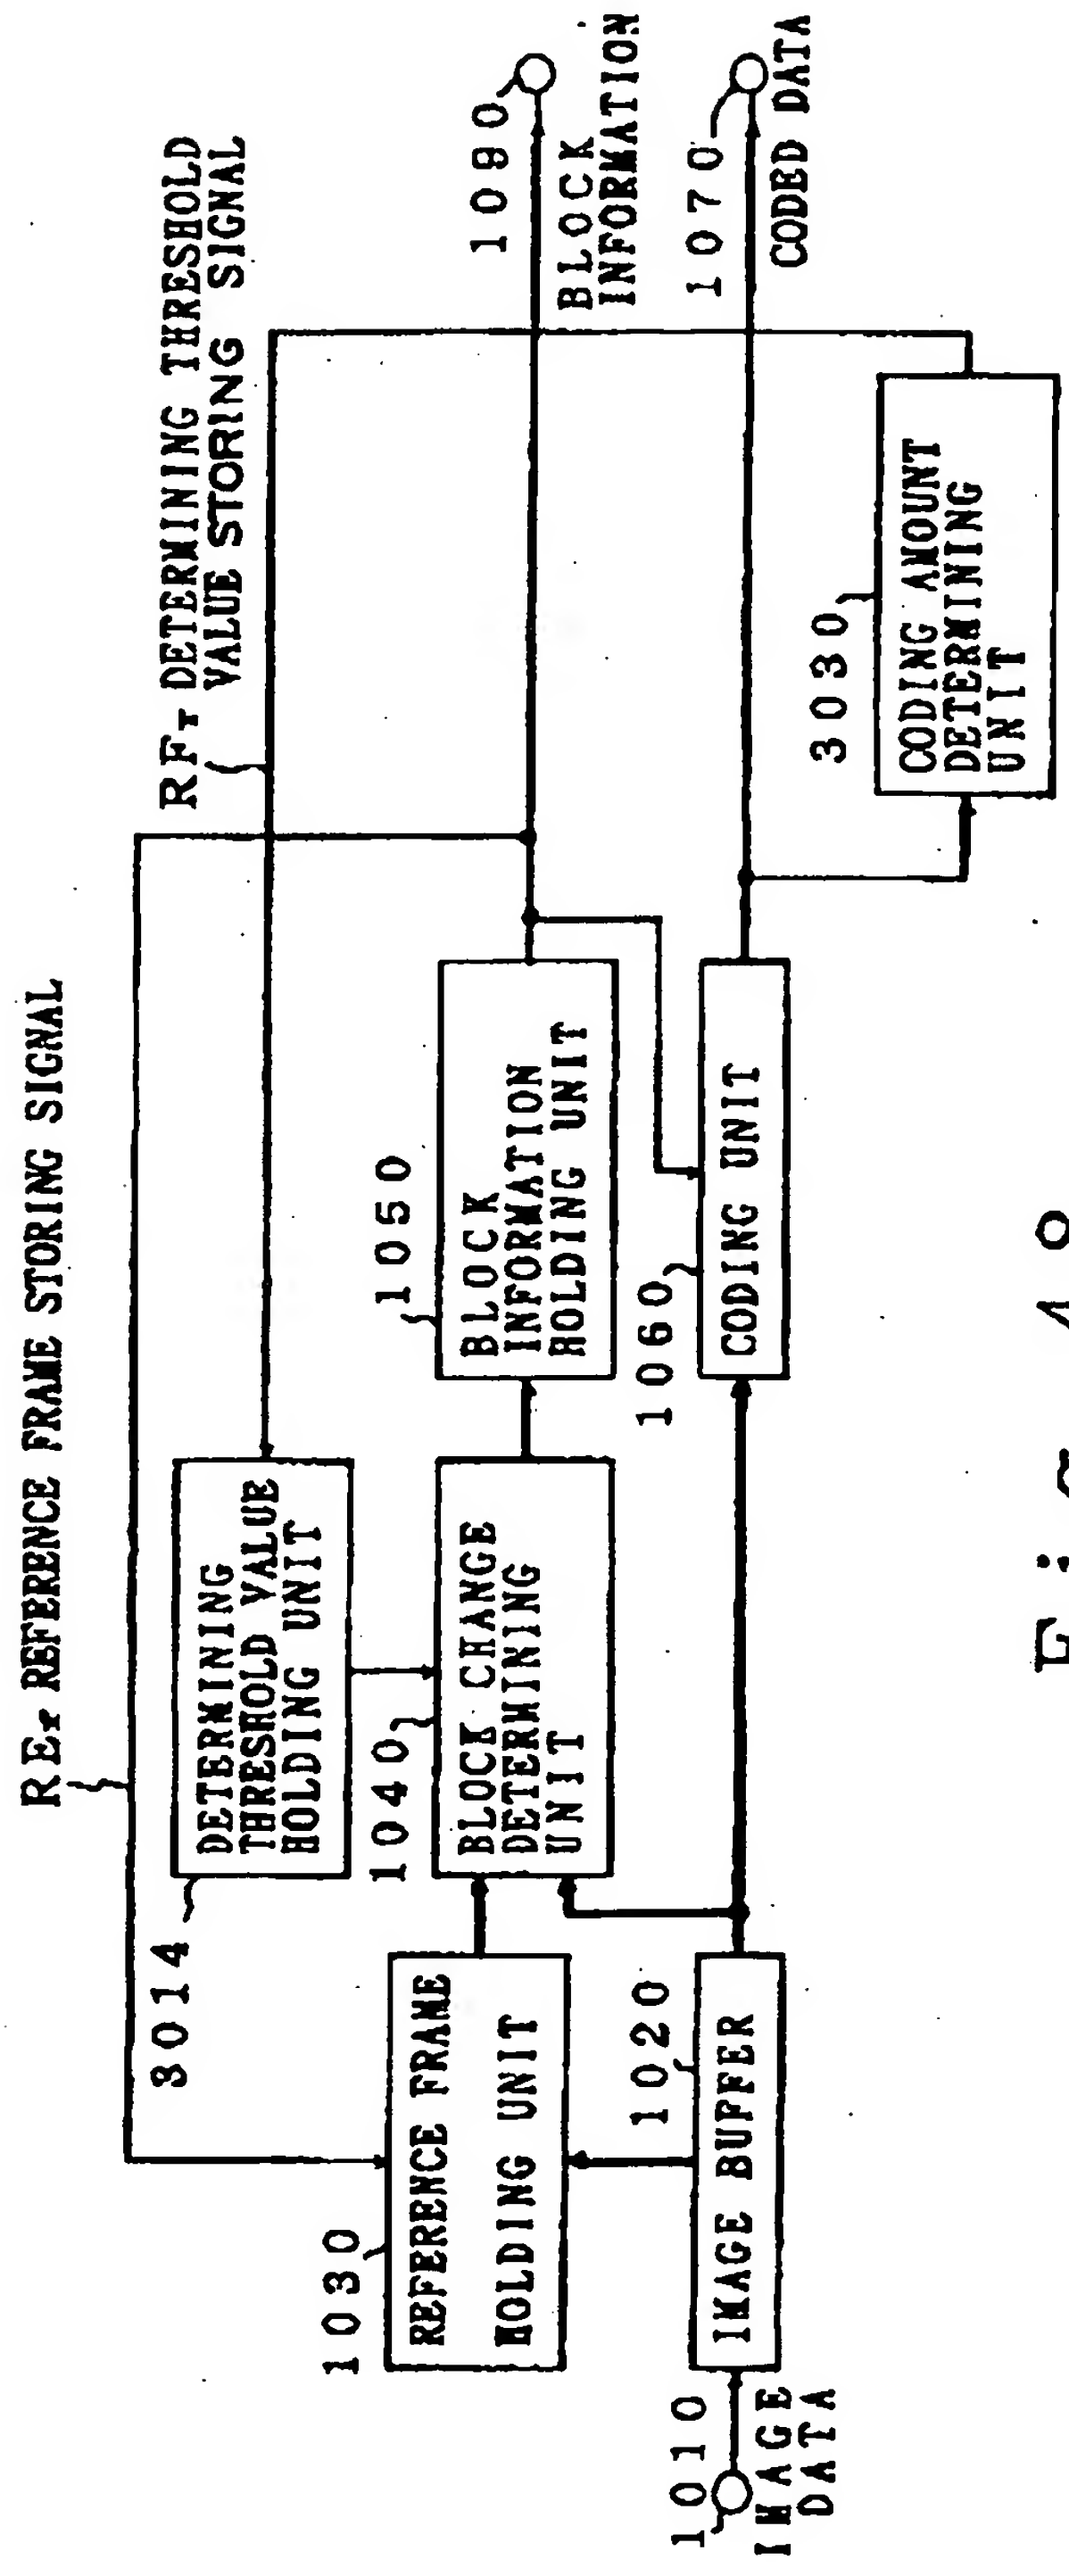 RE: REFERENCE FRAME STORING SIGNAL
RF: DETERMINING THRESHOLD
VALUE STORING SIGNAL
3014
DETERMINING
THRESHOLD VALUE
HOLDING UNIT
1030
REFERENCE FRAME
HOLDING UNIT
1040
BLOCK CHANGE
DETERMINING
UNIT
1050
BLOCK
INFORMATION
HOLDING UNIT
1090
BLOCK
INFORMATION
1010
IMAGE
DATA
1020
IMAGE BUFFER
1060
CODING UNIT
1070
CODED DATA
3030
CODING AMOUNT
DETERMINING
UNIT